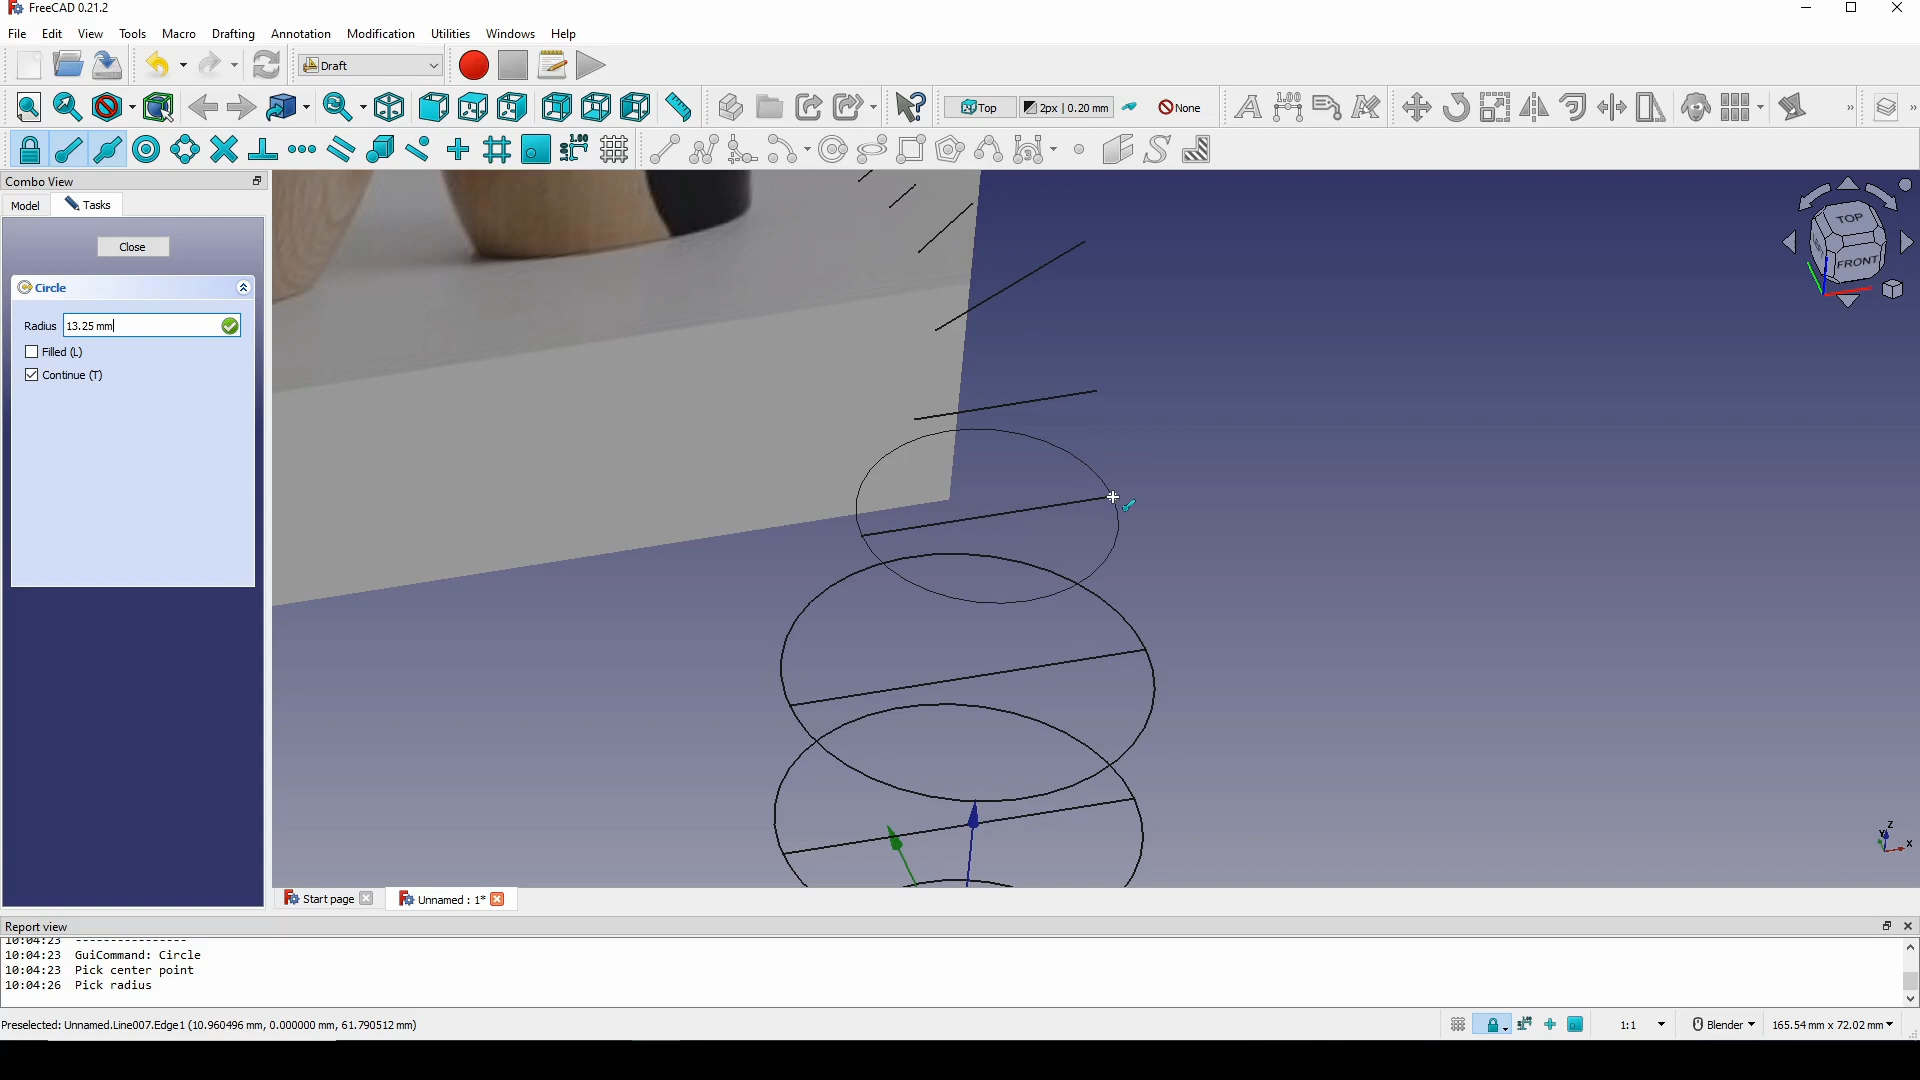 FreeCAD 0.21.2
File Edit View Tools Macro Drafting Annotation Modification Utilities Windows Help
Draft
Top 2px | 0.20 mm None
Combo View
Model Tasks
Close
Circle
Radius 13.25 mm
Filled (L)
Continue (T)
TOP
FRONT
Z
Y
X
Start page Unnamed : 1*
Report view
10:04:23 ----------------
10:04:23 GuiCommand: Circle
10:04:23 Pick center point
10:04:26 Pick radius
Preselected: Unnamed.Line007.Edge1 (10.960496 mm, 0.000000 mm, 61.790512 mm) 1:1 Blender 165.54 mm x 72.02 mm